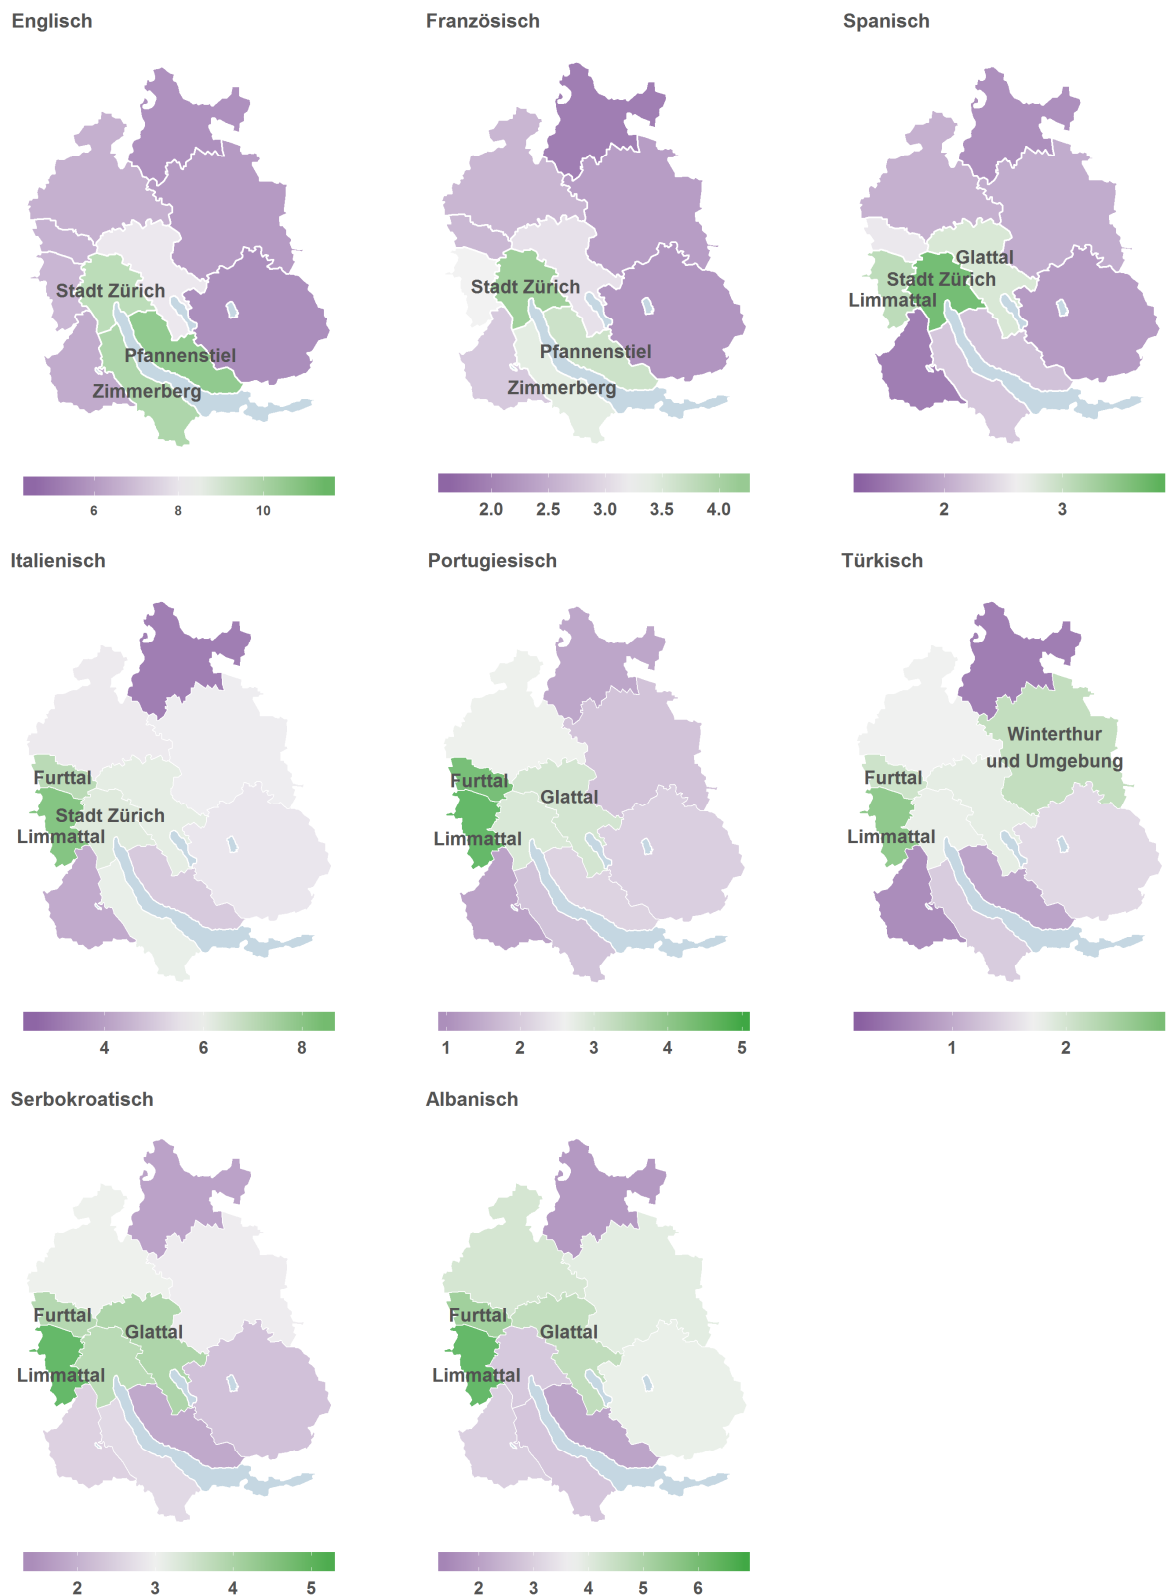 Englisch
Stadt Zürich
Pfannenstiel
Zimmerberg
6 8 10
Französisch
Stadt Zürich
Pfannenstiel
Zimmerberg
2.0 2.5 3.0 3.5 4.0
Spanisch
Glattal
Stadt Zürich
Limmattal
2 3
Italienisch
Furttal
Stadt Zürich
Limmattal
4 6 8
Portugiesisch
Furttal
Glattal
Limmattal
1 2 3 4 5
Türkisch
Winterthur
und Umgebung
Furttal
Limmattal
1 2
Serbokroatisch
Furttal
Glattal
Limmattal
2 3 4 5
Albanisch
Furttal
Glattal
Limmattal
2 3 4 5 6